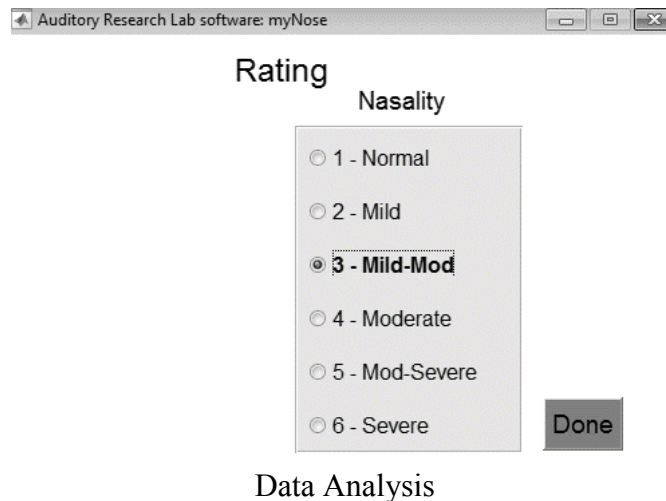 Auditory Research Lab software: myNose
Rating
Nasality
1 - Normal
2 - Mild
3 - Mild-Mod
4 - Moderate
5 - Mod-Severe
6 - Severe
Done
Data Analysis